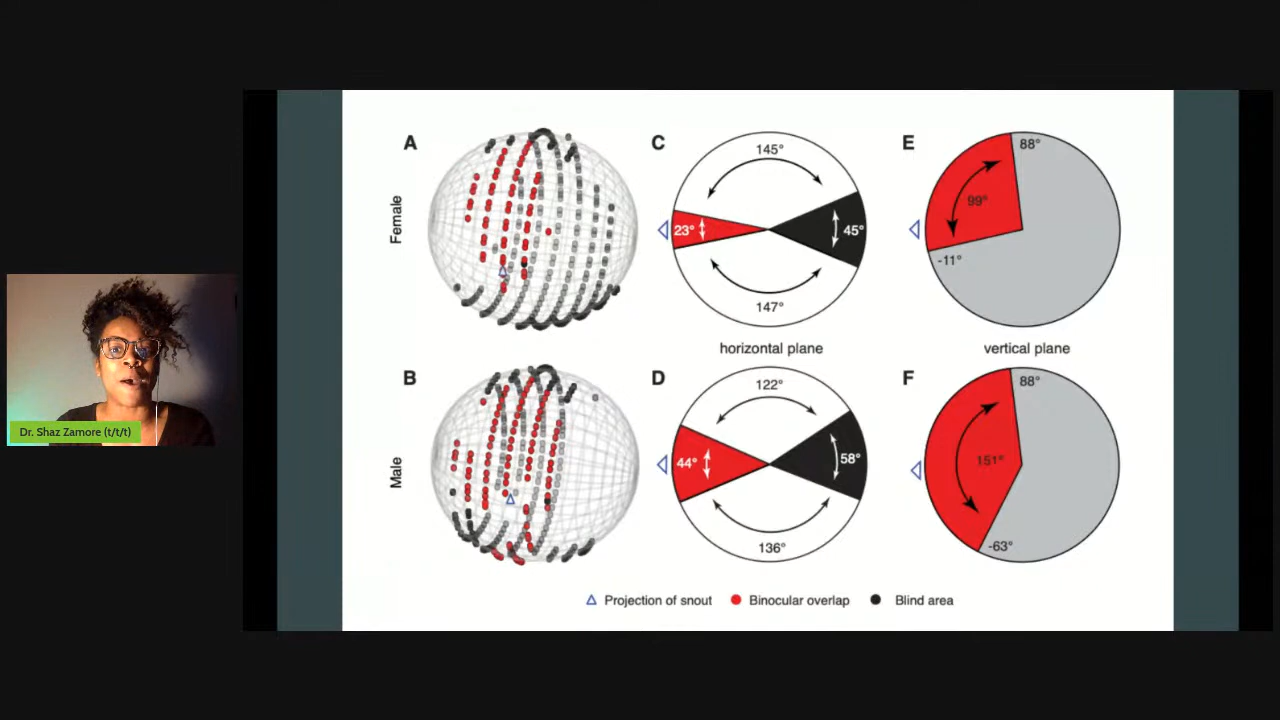 Dr. Shaz Zamore (t/t/t)
A
Female
C
145°
23°
45°
147°
horizontal plane
E
88°
99°
-11°
vertical plane
B
Male
D
122°
44°
58°
136°
F
88°
151°
-63°
Projection of snout
Binocular overlap
Blind area